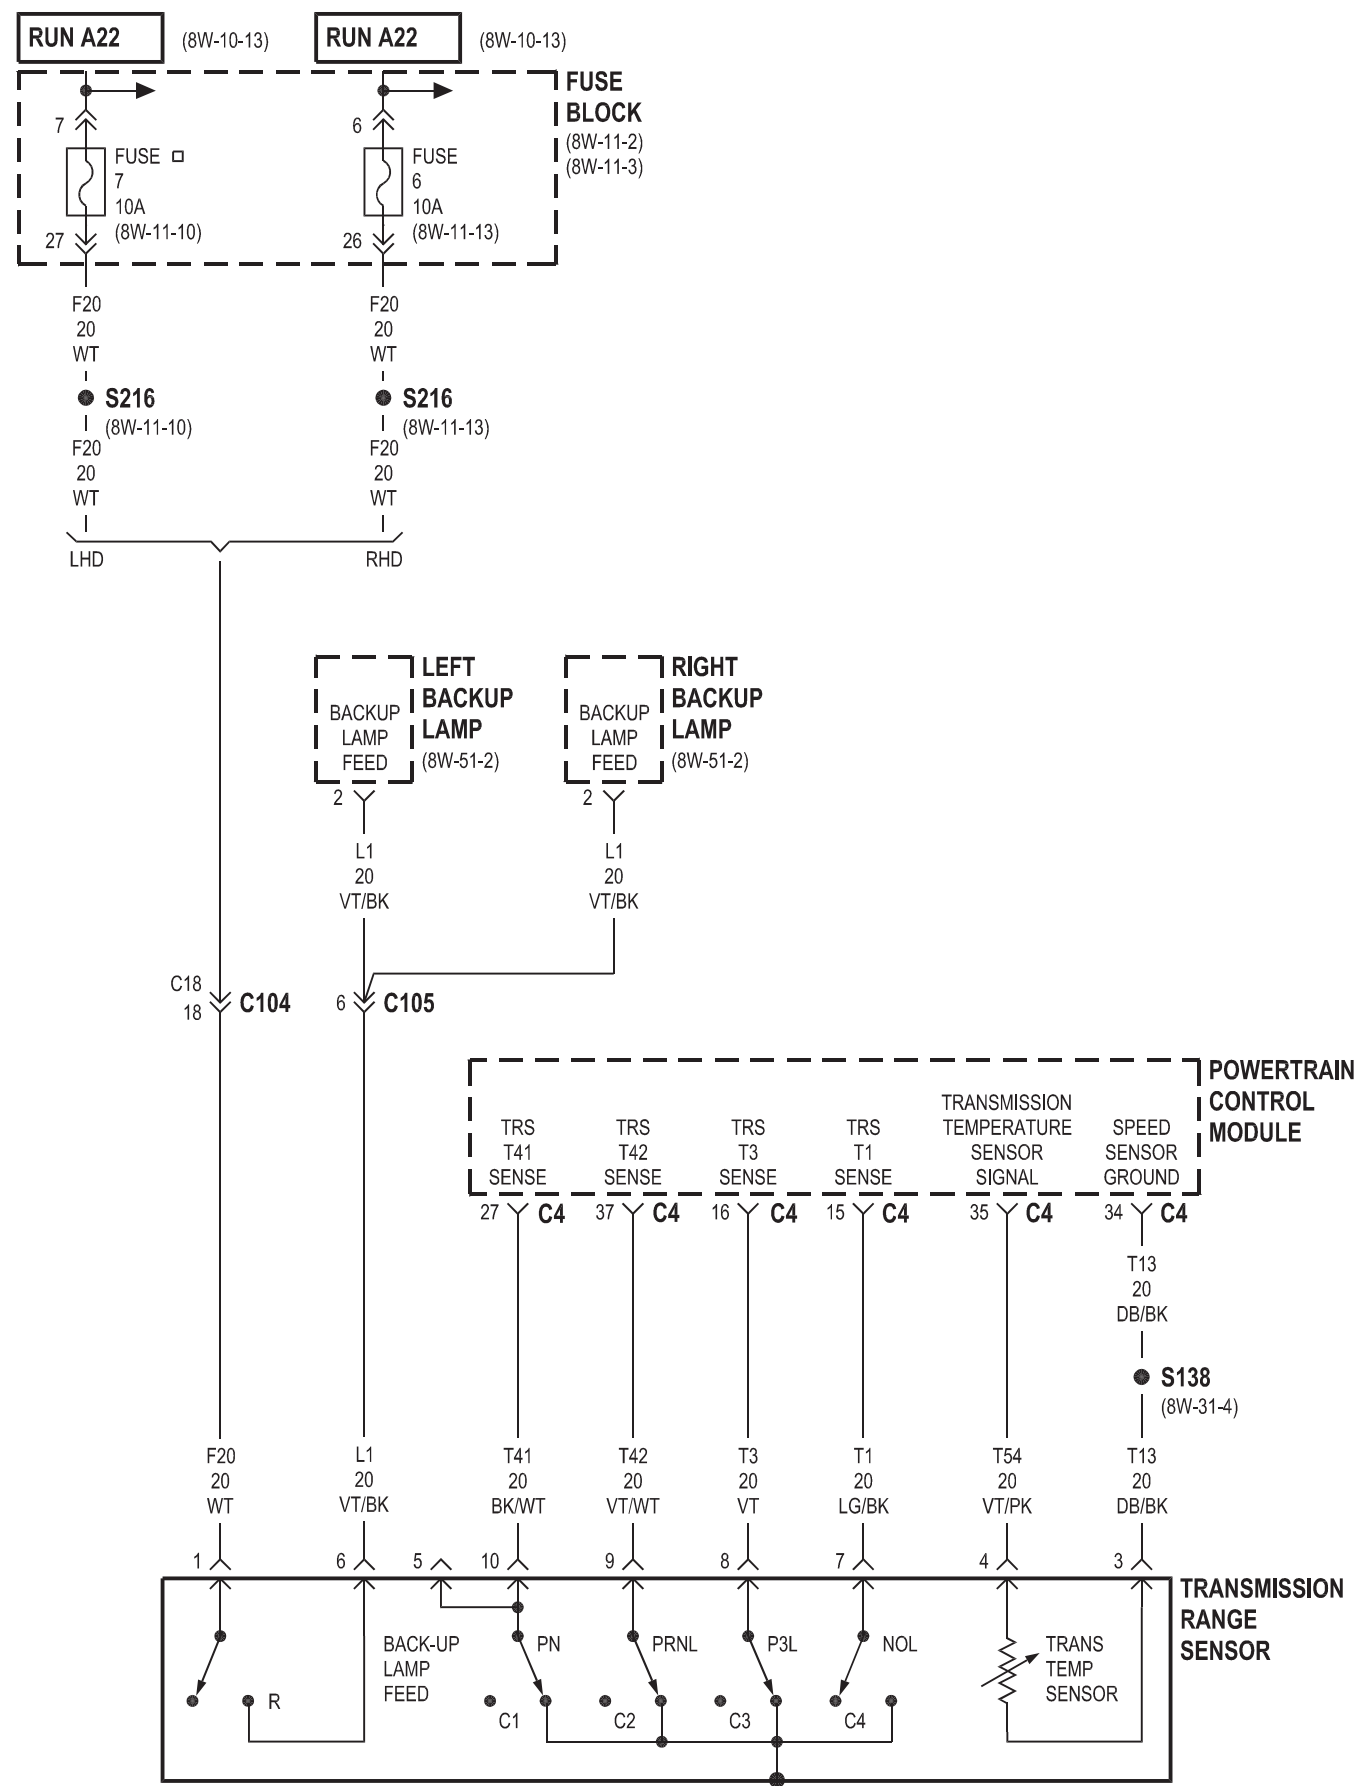 RUN A22
(8W-10-13)
RUN A22
(8W-10-13)
FUSE
BLOCK
(8W-11-2)
(8W-11-3)
7
FUSE
7
10A
(8W-11-10)
27
6
FUSE
6
10A
(8W-11-13)
26
F20
20
WT
S216
(8W-11-10)
F20
20
WT
LHD
F20
20
WT
S216
(8W-11-13)
F20
20
WT
RHD
BACKUP
LAMP
FEED
LEFT
BACKUP
LAMP
(8W-51-2)
2
L1
20
VT/BK
BACKUP
LAMP
FEED
RIGHT
BACKUP
LAMP
(8W-51-2)
2
L1
20
VT/BK
C18
18
C104
6
C105
POWERTRAIN
CONTROL
MODULE
TRS
T41
SENSE
TRS
T42
SENSE
TRS
T3
SENSE
TRS
T1
SENSE
TRANSMISSION
TEMPERATURE
SENSOR
SIGNAL
SPEED
SENSOR
GROUND
27 C4
37 C4
16 C4
15 C4
35 C4
34 C4
T13
20
DB/BK
S138
(8W-31-4)
F20
20
WT
L1
20
VT/BK
T41
20
BK/WT
T42
20
VT/WT
T3
20
VT
T1
20
LG/BK
T54
20
VT/PK
T13
20
DB/BK
1
6
5
10
9
8
7
4
3
TRANSMISSION
RANGE
SENSOR
R
BACK-UP
LAMP
FEED
PN
C1
PRNL
C2
P3L
C3
NOL
C4
TRANS
TEMP
SENSOR